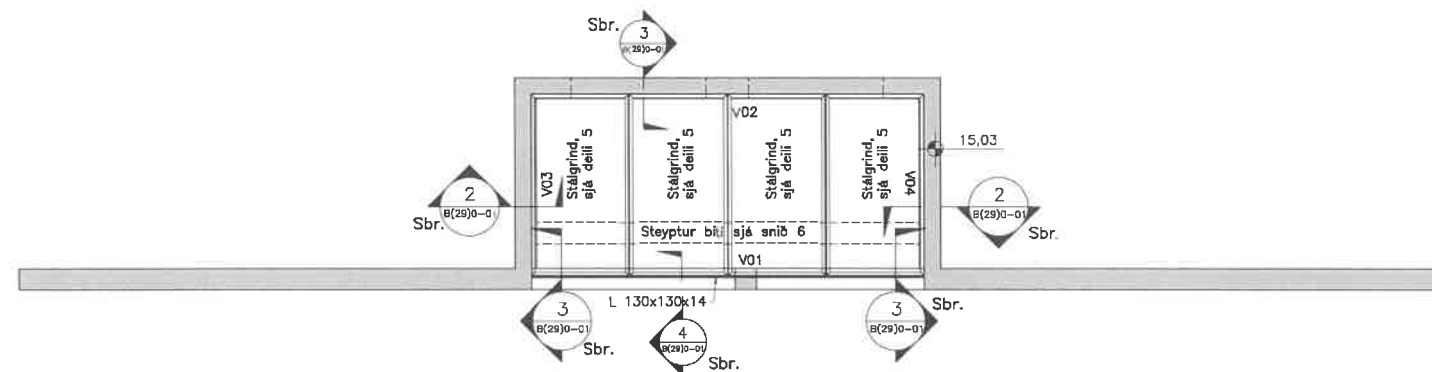 Sbr.
3
B(29)0-01
V02
15,03
Stálgrind,
sjá deili 5
Stálgrind,
sjá deili 5
Stálgrind,
sjá deili 5
Stálgrind,
sjá deili 5
V03
V04
2
B(29)0-01
Sbr.
2
B(29)0-01
Sbr.
Steyptur biti sjá snið 6
V01
L 130x130x14
3
B(29)0-01
Sbr.
4
B(29)0-01
Sbr.
3
B(29)0-01
Sbr.